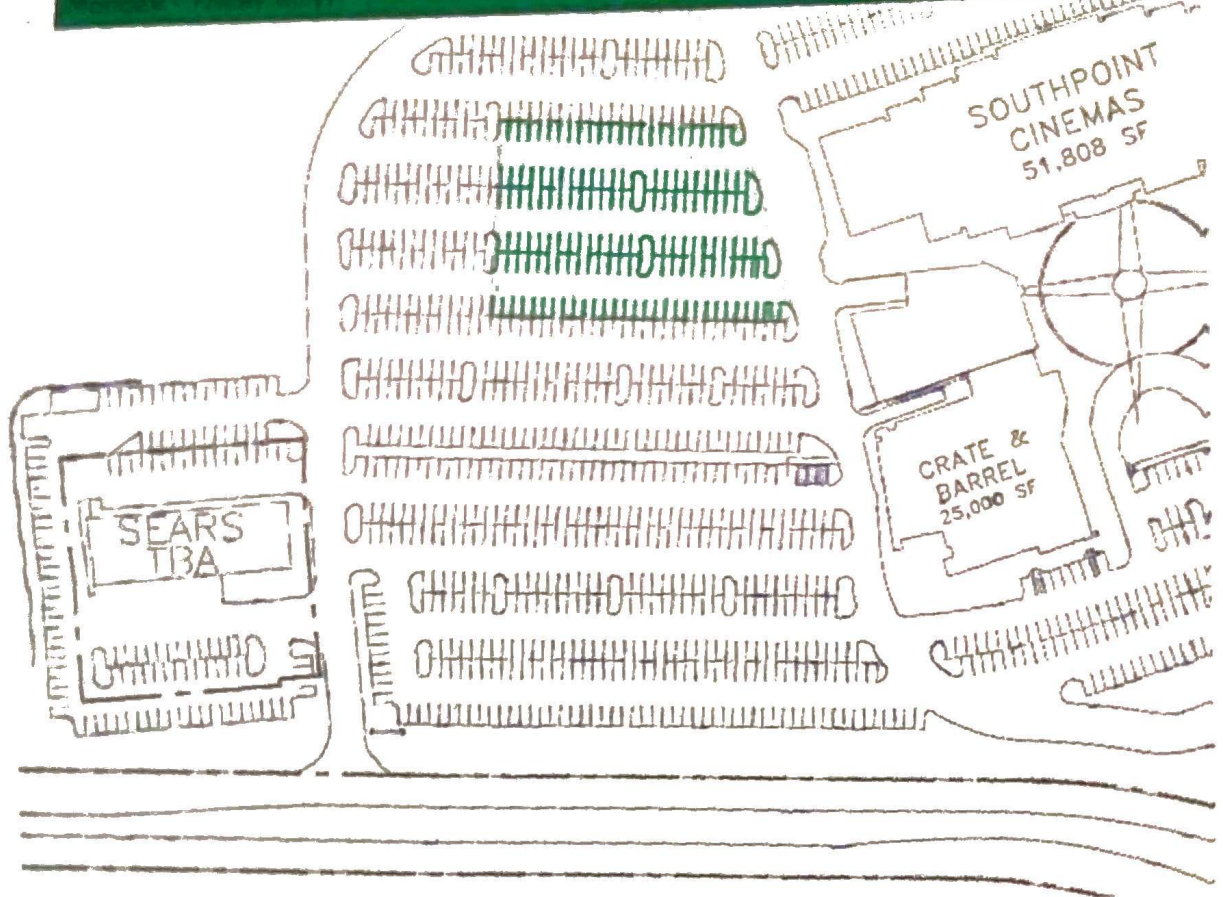 SOUTHPOINT
CINEMAS
51,808 SF
CRATE &
BARREL
25,000 SF
SEARS
TBA